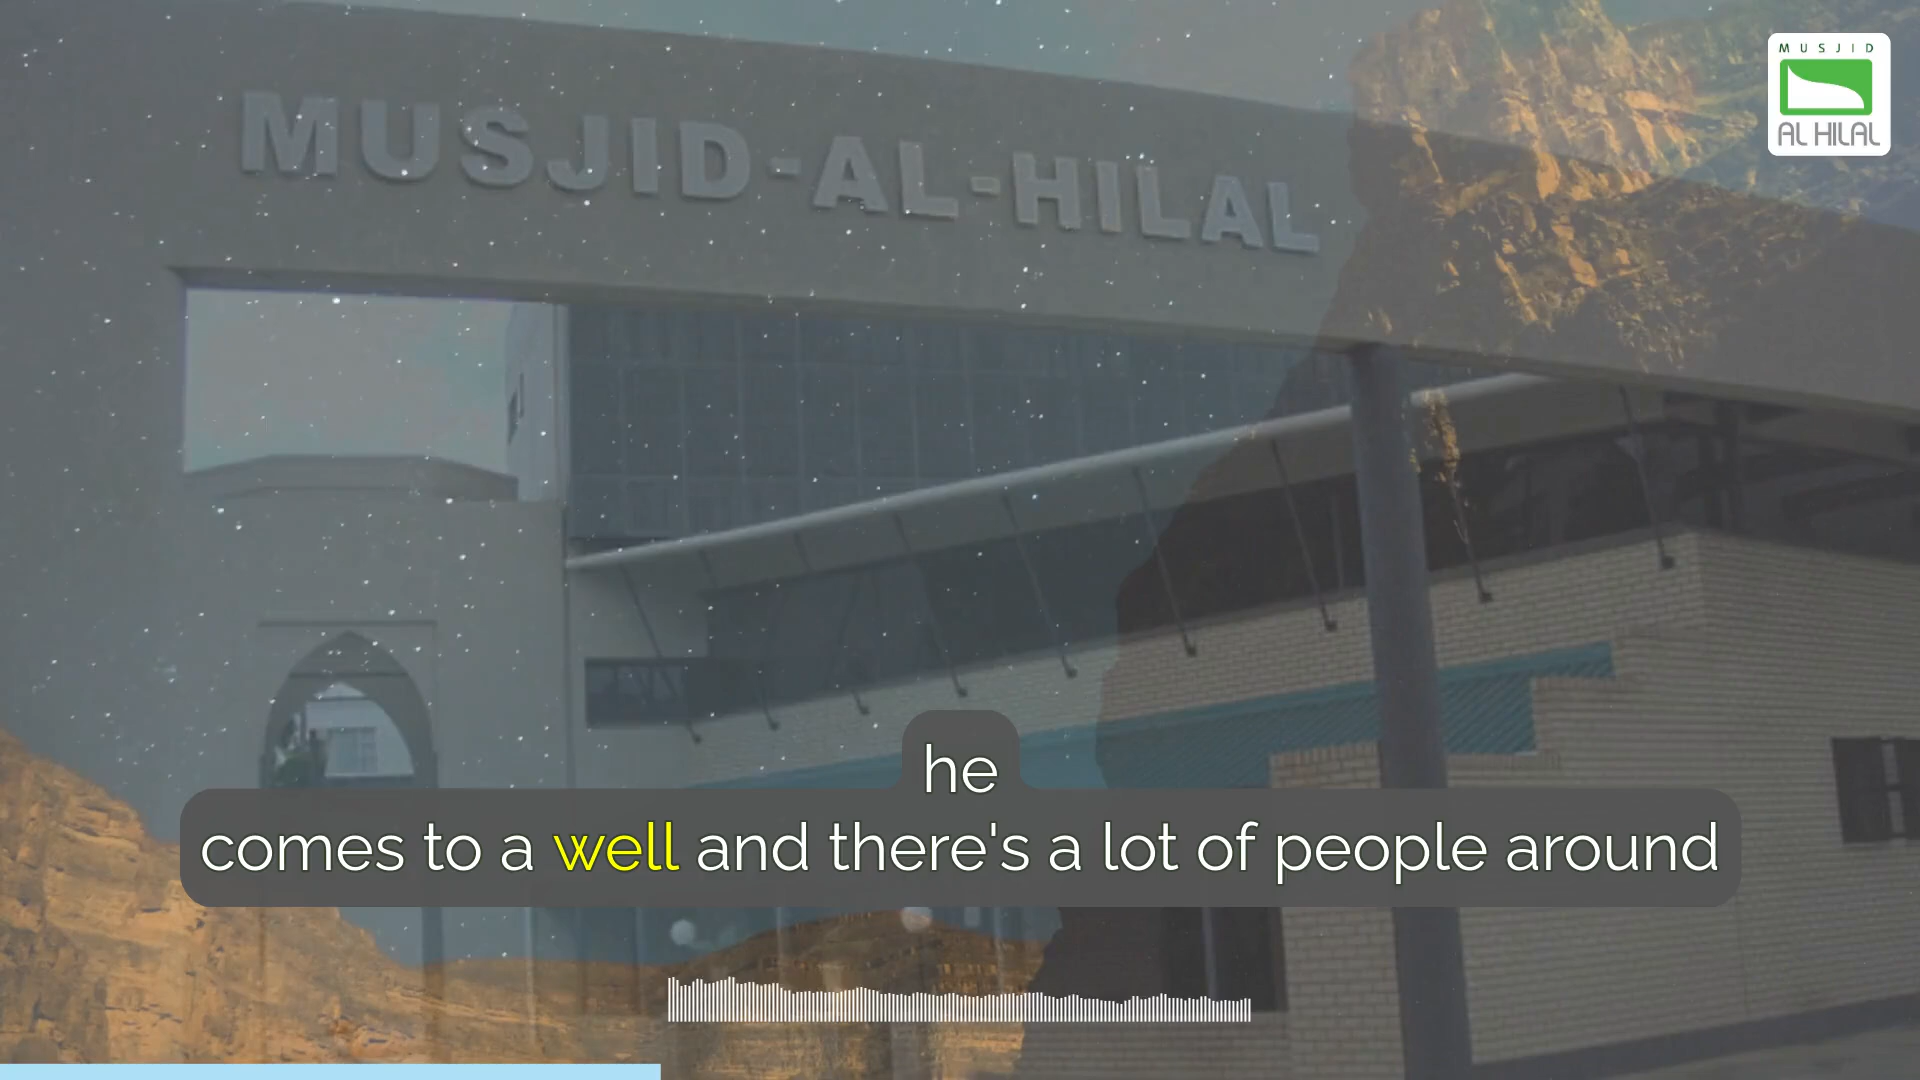 MUSJID
AL HILAL
MUSJID-AL-HILAL
he
comes to a well and there's a lot of people around